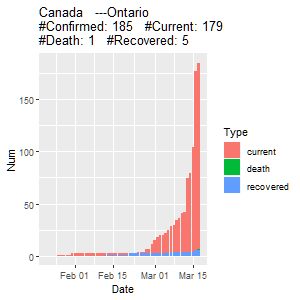 Canada   ---Ontario
#Confirmed: 185   #Current: 179
#Death: 1   #Recovered: 5
Num
150
100
50
0
Feb 01
Feb 15
Mar 01
Mar 15
Date
Type
current
death
recovered